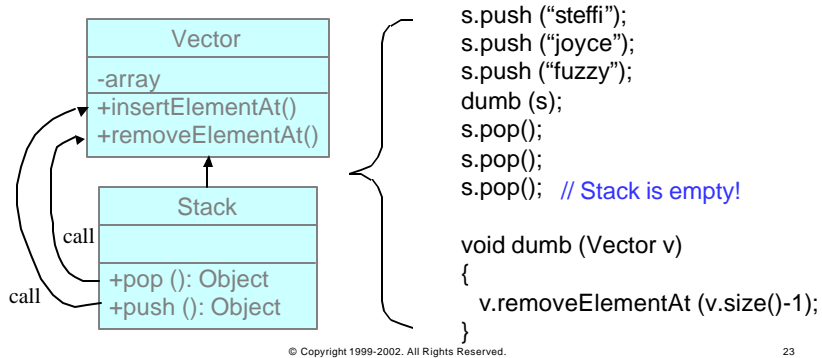 Vector
-array
+insertElementAt()
+removeElementAt()
Stack
call
+pop (): Object
call
+push (): Object
s.push (“steffi”);
s.push (“joyce”);
s.push (“fuzzy”);
dumb (s);
s.pop();
s.pop();
s.pop(); // Stack is empty!
void dumb (Vector v)
{
v.removeElementAt (v.size()-1);
}
© Copyright 1999-2002. All Rights Reserved.
23